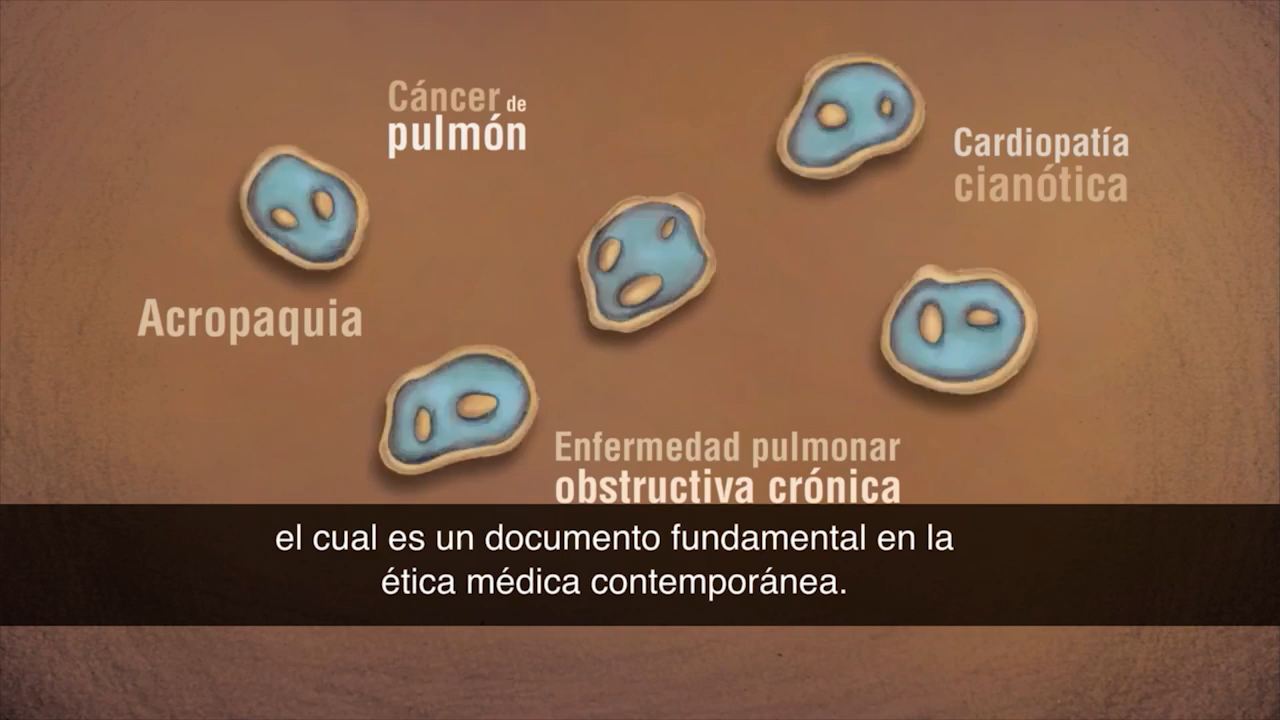 Cáncer de
pulmón
Cardiopatía
cianótica
Acropaquia
Enfermedad pulmonar
obstructiva crónica
el cual es un documento fundamental en la
ética médica contemporánea.